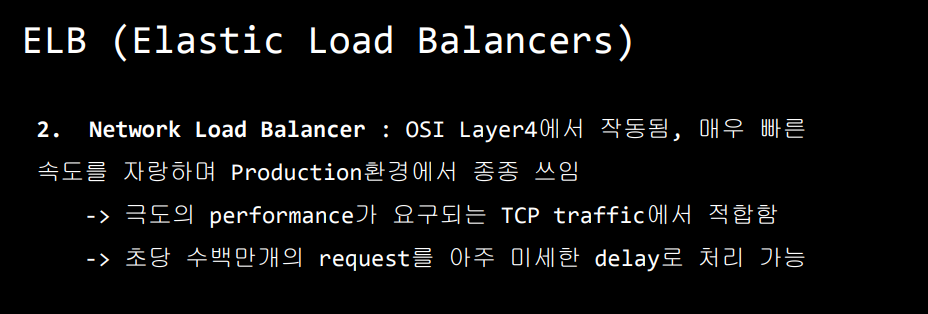 ELB (Elastic Load Balancers)
2. Network Load Balancer : OSI Layer4에서 작동됨, 매우 빠른
속도를 자랑하며 Production환경에서 종종 쓰임
-> 극도의 performance가 요구되는 TCP traffic에서 적합함
-> 초당 수백만개의 request를 아주 미세한 delay로 처리 가능